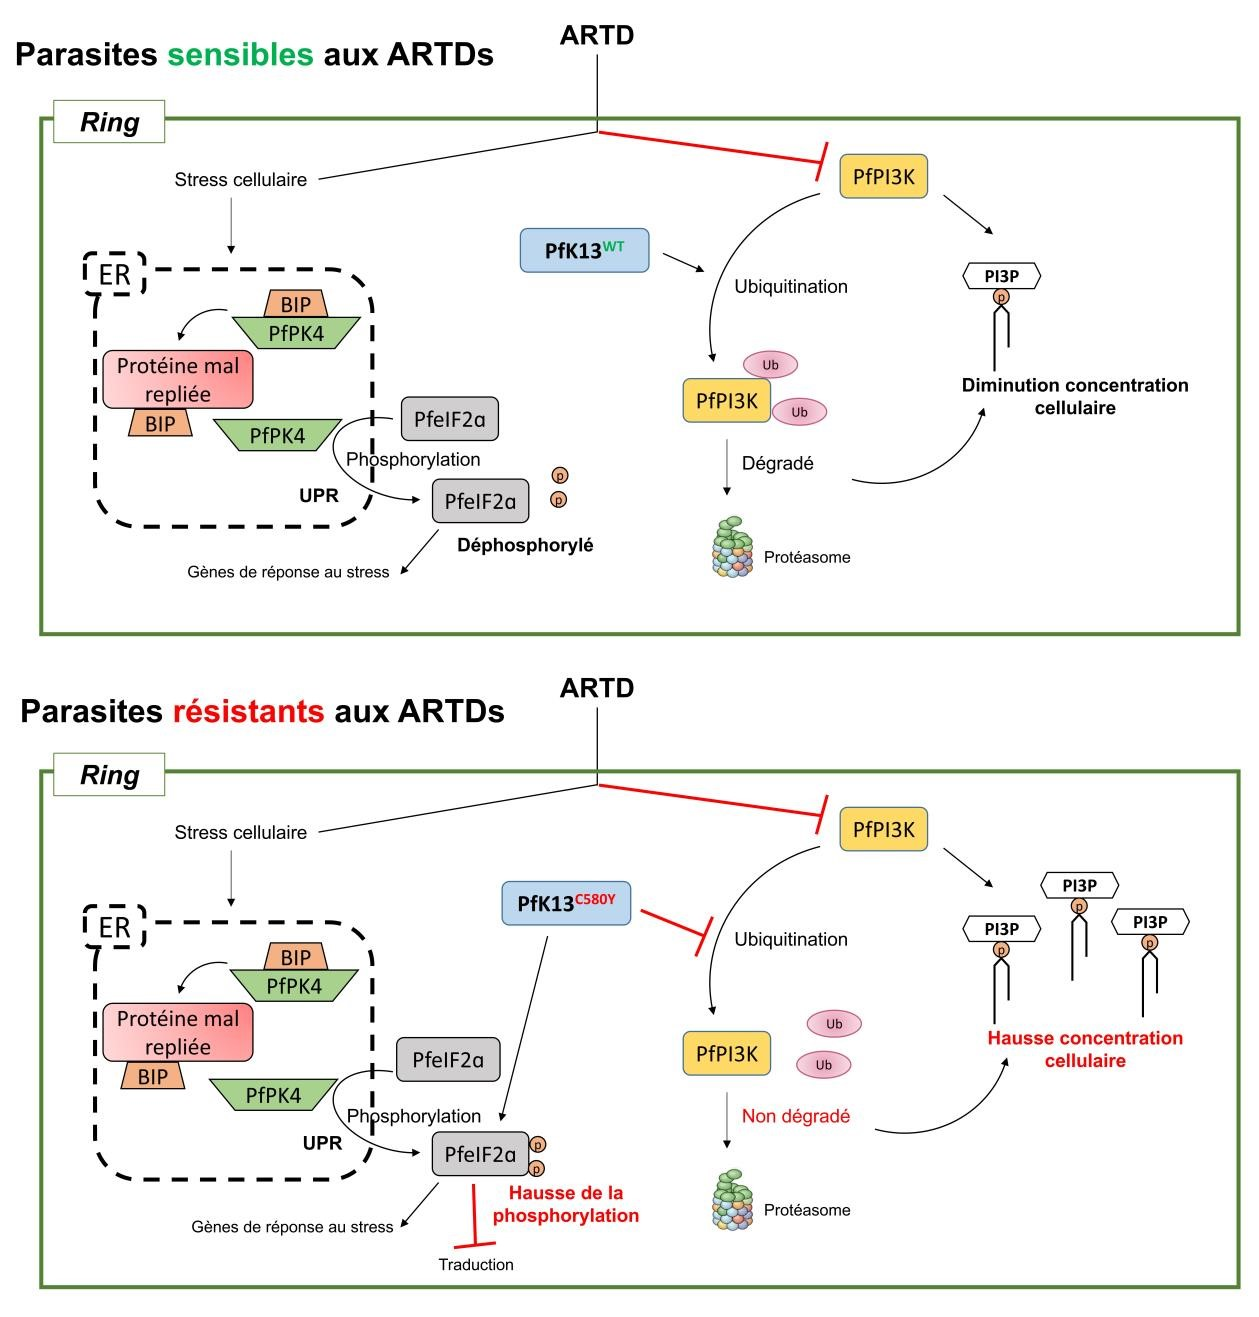 ARTD
Parasites sensibles aux ARTDs
Ring
Stress cellulaire
PfPI3K
PfK13WT
ER
Ubiquitination
PI3P
p
BIP
PfPK4
Protéine mal
repliée
BIP
PfPK4
PfeIF2α
Phosphorylation
UPR
PfeIF2α
p
p
Déphosphorylé
Gènes de réponse au stress
Ub
PfPI3K
Ub
Dégradé
Protéasome
Diminution concentration
cellulaire
ARTD
Parasites résistants aux ARTDs
Ring
Stress cellulaire
PfPI3K
PfK13C580Y
ER
Ubiquitination
PI3P
p
PI3P
p
PI3P
p
BIP
PfPK4
Protéine mal
repliée
BIP
PfPK4
PfeIF2α
Phosphorylation
UPR
PfeIF2α
p
p
Hausse de la
phosphorylation
Gènes de réponse au stress
Traduction
Ub
PfPI3K
Ub
Non dégradé
Protéasome
Hausse concentration
cellulaire